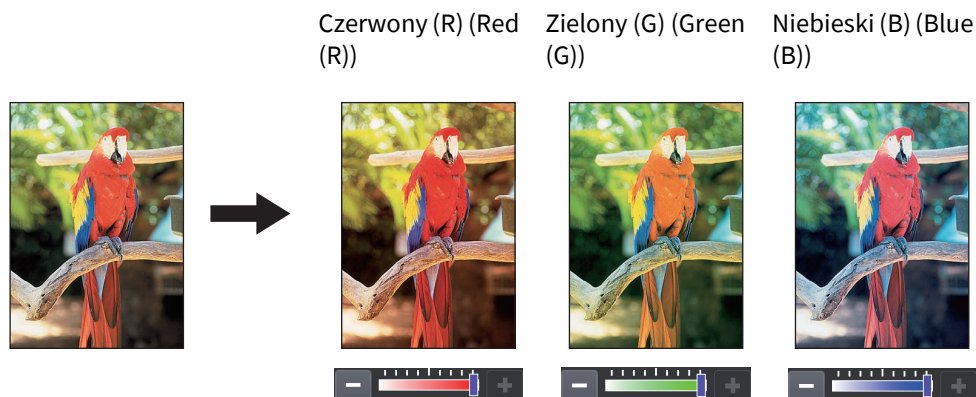 Czerwony (R) (Red
(R))
Zielony (G) (Green
(G))
Niebieski (B) (Blue
(B))